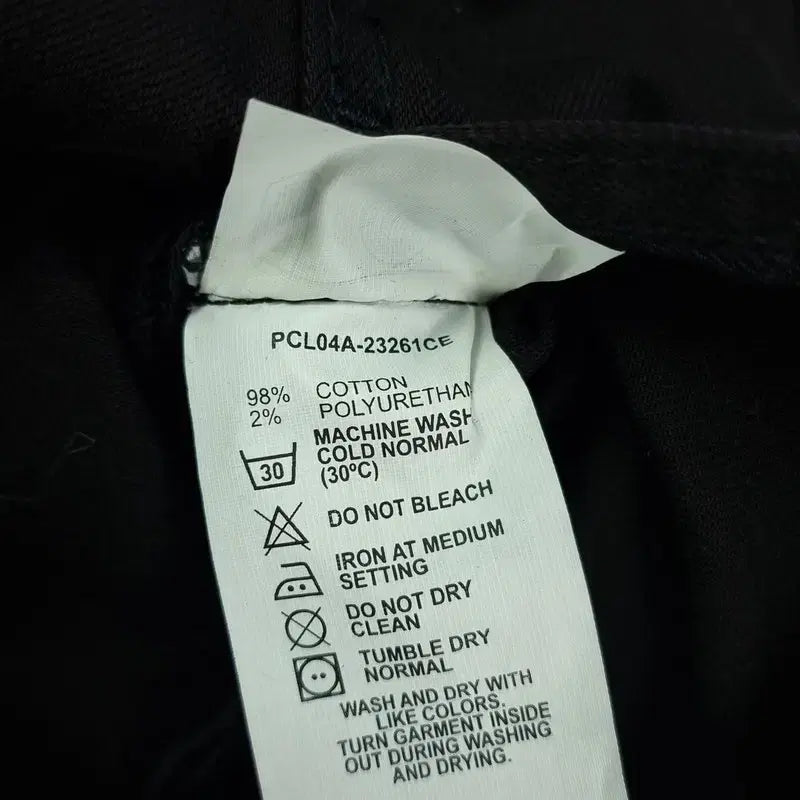 PCL04A-23261CE
98% COTTON
2% POLYURETHAN
MACHINE WASH
COLD NORMAL
30
(30ºC)
DO NOT BLEACH
IRON AT MEDIUM
SETTING
DO NOT DRY
CLEAN
TUMBLE DRY
NORMAL
WASH AND DRY WITH
LIKE COLORS.
TURN GARMENT INSIDE
OUT DURING WASHING
AND DRYING.